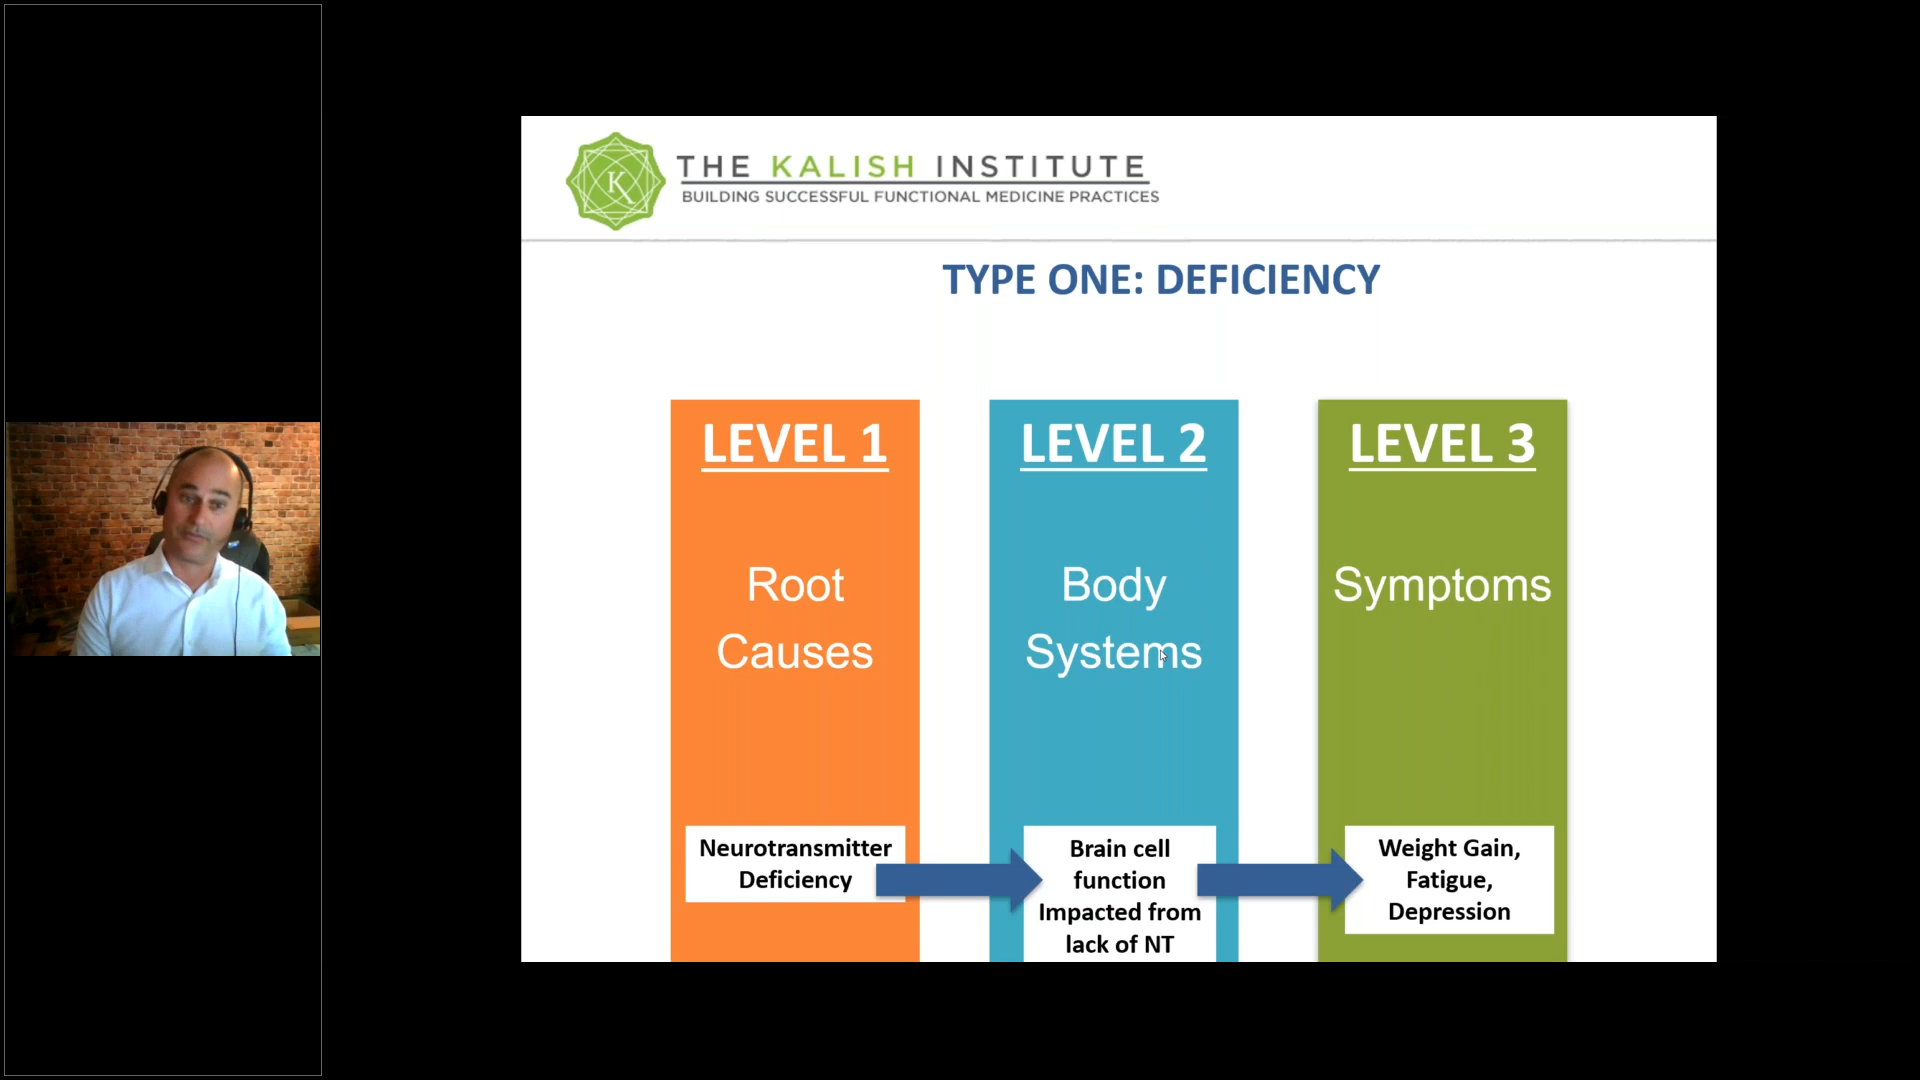 K
THE KALISH INSTITUTE
BUILDING SUCCESSFUL FUNCTIONAL MEDICINE PRACTICES
TYPE ONE: DEFICIENCY
LEVEL 1
Root
Causes
Neurotransmitter
Deficiency
LEVEL 2
Body
Systems
Brain cell
function
Impacted from
lack of NT
LEVEL 3
Symptoms
Weight Gain,
Fatigue,
Depression